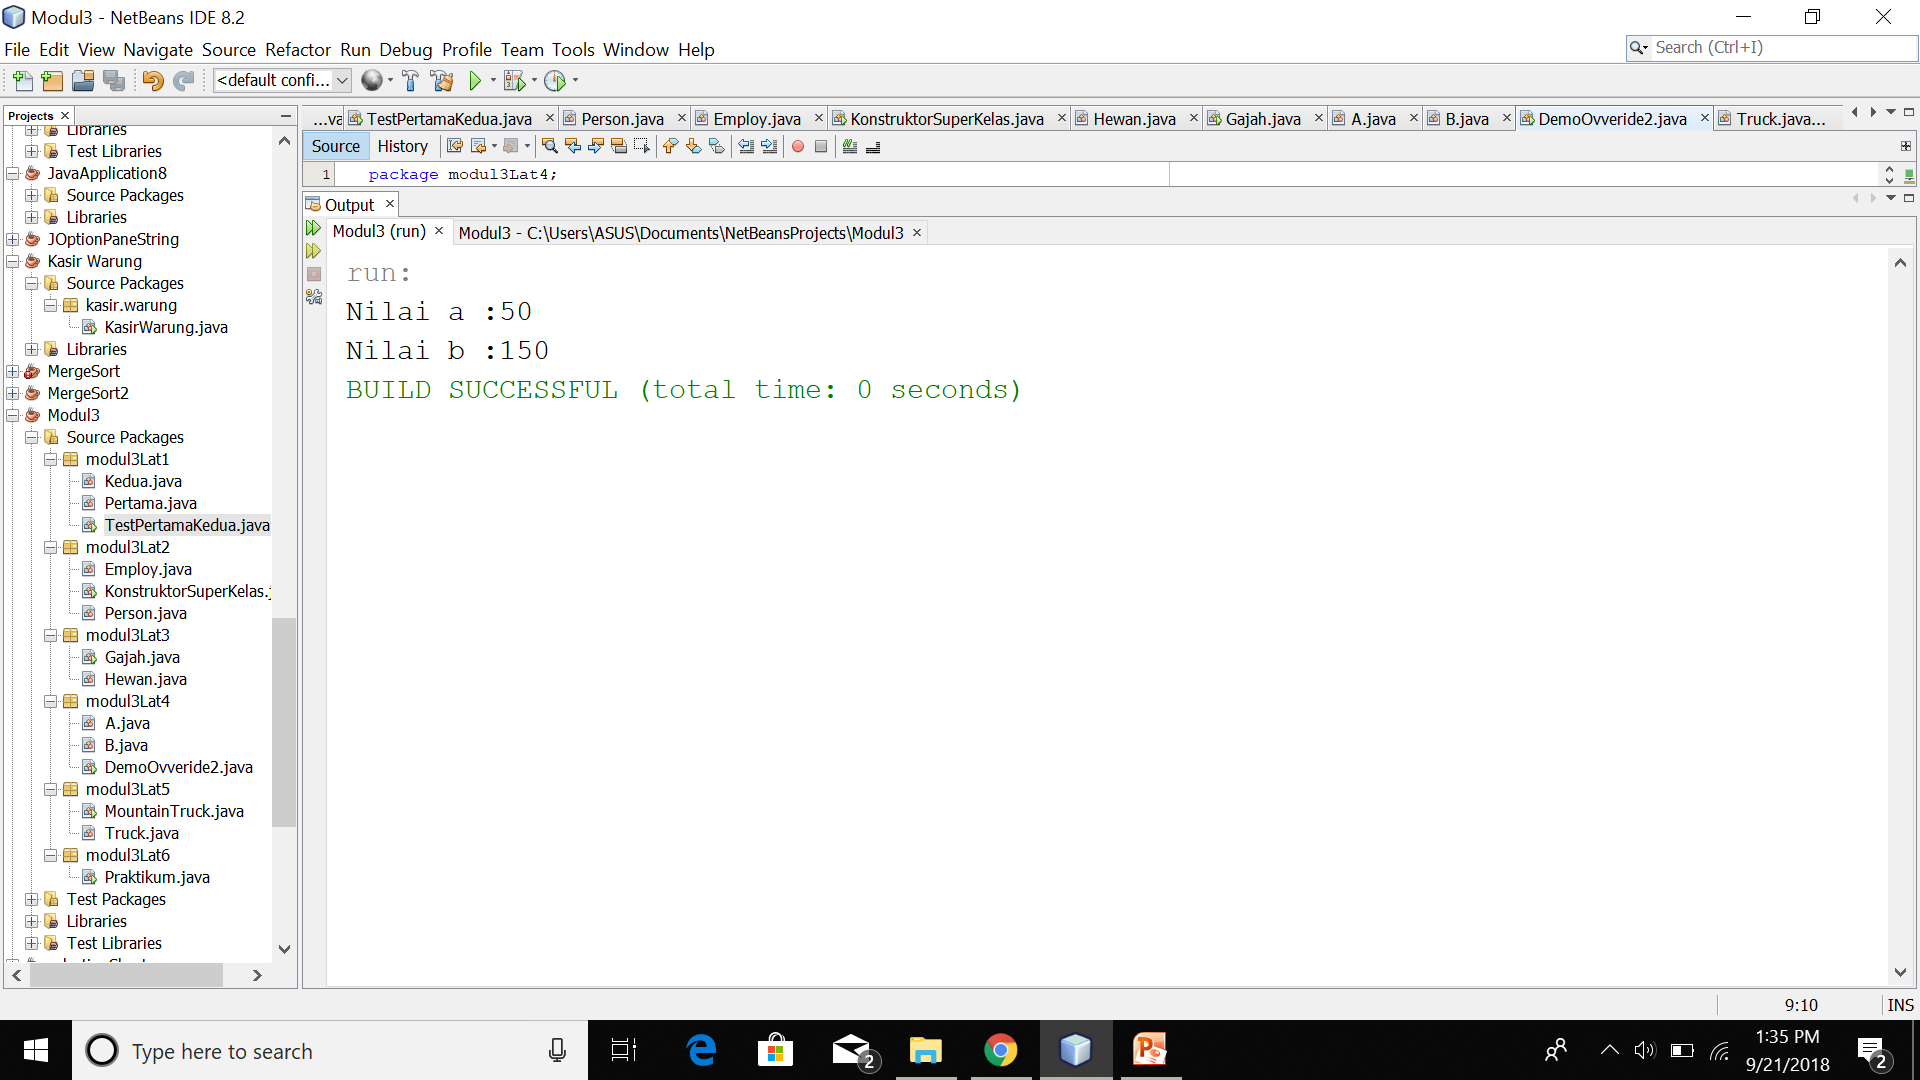 Modul3 - NetBeans IDE 8.2
File Edit View Navigate Source Refactor Run Debug Profile Team Tools Window Help
Search (Ctrl+I)
<default confi...
Projects
Libraries
Test Libraries
JavaApplication8
Source Packages
Libraries
JOptionPaneString
Kasir Warung
Source Packages
kasir.warung
KasirWarung.java
Libraries
MergeSort
MergeSort2
Modul3
Source Packages
modul3Lat1
Kedua.java
Pertama.java
TestPertamaKedua.java
modul3Lat2
Employ.java
KonstruktorSuperKelas.j
Person.java
modul3Lat3
Gajah.java
Hewan.java
modul3Lat4
A.java
B.java
DemoOvveride2.java
modul3Lat5
MountainTruck.java
Truck.java
modul3Lat6
Praktikum.java
Test Packages
Libraries
Test Libraries
...va TestPertamaKedua.java Person.java Employ.java KonstruktorSuperKelas.java Hewan.java Gajah.java A.java B.java DemoOvveride2.java Truck.java...
Source History
1 package modul3Lat4;
Output
Modul3 (run) Modul3 - C:\Users\ASUS\Documents\NetBeansProjects\Modul3
run:
Nilai a :50
Nilai b :150
BUILD SUCCESSFUL (total time: 0 seconds)
9:10 INS
Type here to search
2
1:35 PM
9/21/2018
2